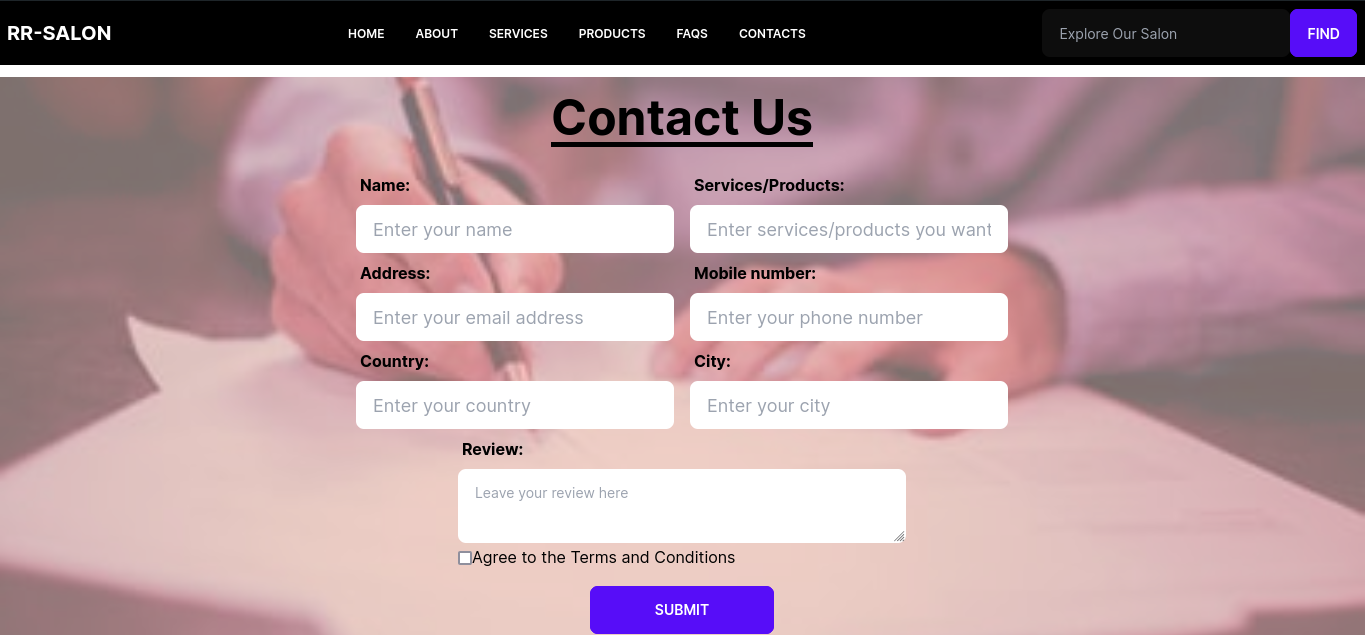 RR-SALON HOME ABOUT SERVICES PRODUCTS FAQS CONTACTS Explore Our Salon FIND
Contact Us
Name: Services/Products:
Enter your name Enter services/products you want
Address: Mobile number:
Enter your email address Enter your phone number
Country: City:
Enter your country Enter your city
Review:
Leave your review here
Agree to the Terms and Conditions
SUBMIT